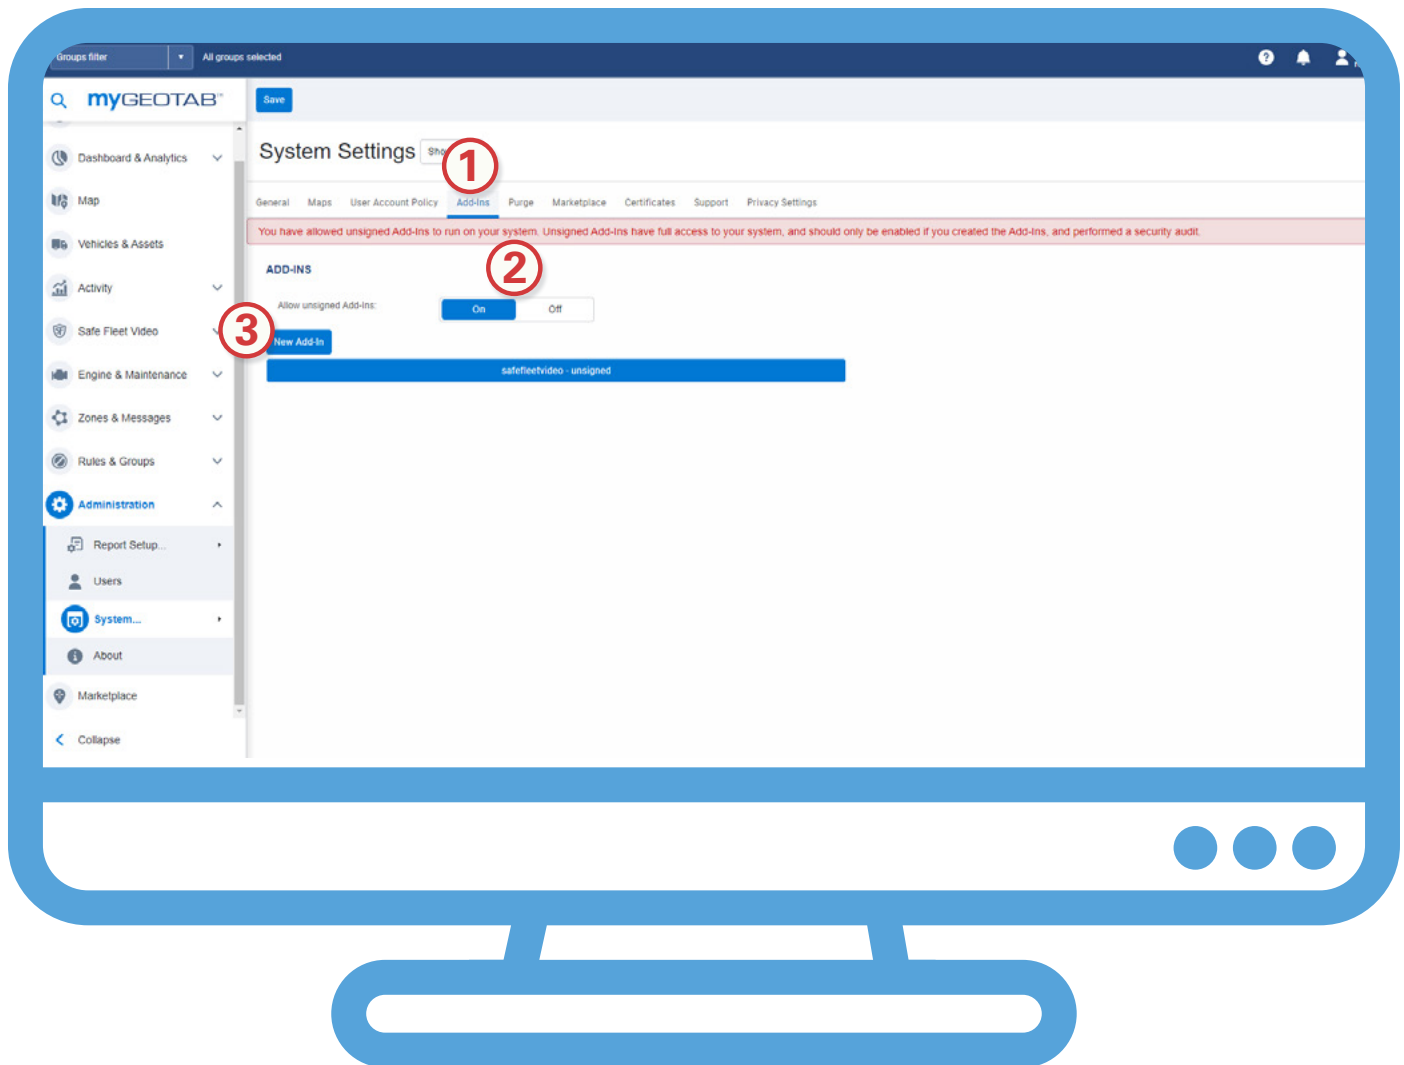 Groups filter
All groups selected
myGEOTAB
Save
Dashboard & Analytics
Map
Vehicles & Assets
Activity
Safe Fleet Video
Engine & Maintenance
Zones & Messages
Rules & Groups
Administration
Report Setup...
Users
System...
About
Marketplace
Collapse
System Settings
1
General Maps User Account Policy Add-Ins Purge Marketplace Certificates Support Privacy Settings
You have allowed unsigned Add-Ins to run on your system. Unsigned Add-Ins have full access to your system, and should only be enabled if you created the Add-Ins, and performed a security audit.
ADD-INS
2
Allow unsigned Add-Ins: On Off
3
New Add-In
safefleetvideo - unsigned